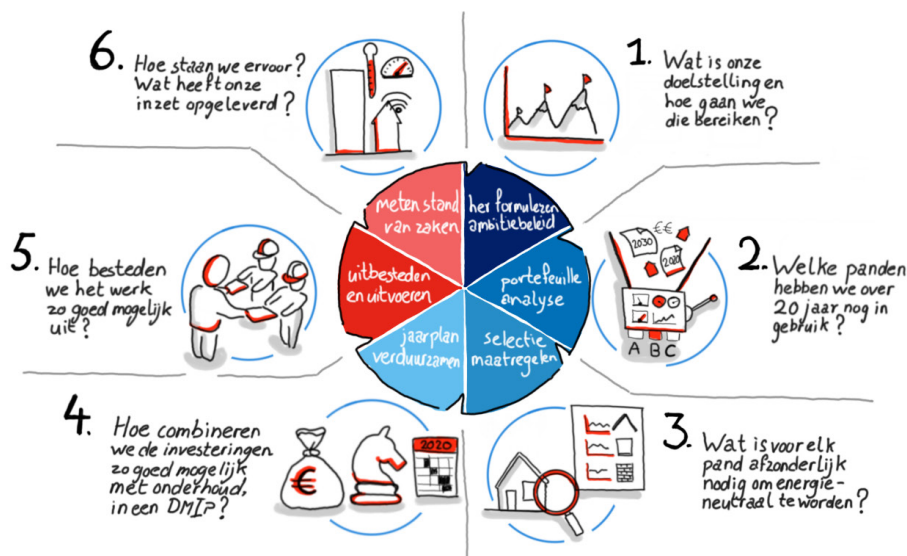 6. Hoe staan we ervoor?
Wat heeft onze
inzet opgeleverd?
1. Wat is onze
doelstelling en
hoe gaan we
die bereiken?
meten stand
van zaken
her formuleren
ambitiebeleid
uitbesteden
en uitvoeren
portefeuille
analyse
jaarplan
verduurzamen
selectie
maatregelen
5. Hoe besteden
we het werk
zo goed mogelijk
uit?
2030
€€
2020
A B C
2. Welke panden
hebben we over
20 jaar nog in
gebruik?
4. Hoe combineren
we de investeringen
zo goed mogelijk
met onderhoud,
in een DMIP?
€
2020
3. Wat is voor elk
pand afzonderlijk
nodig om energie-
neutraal te worden?